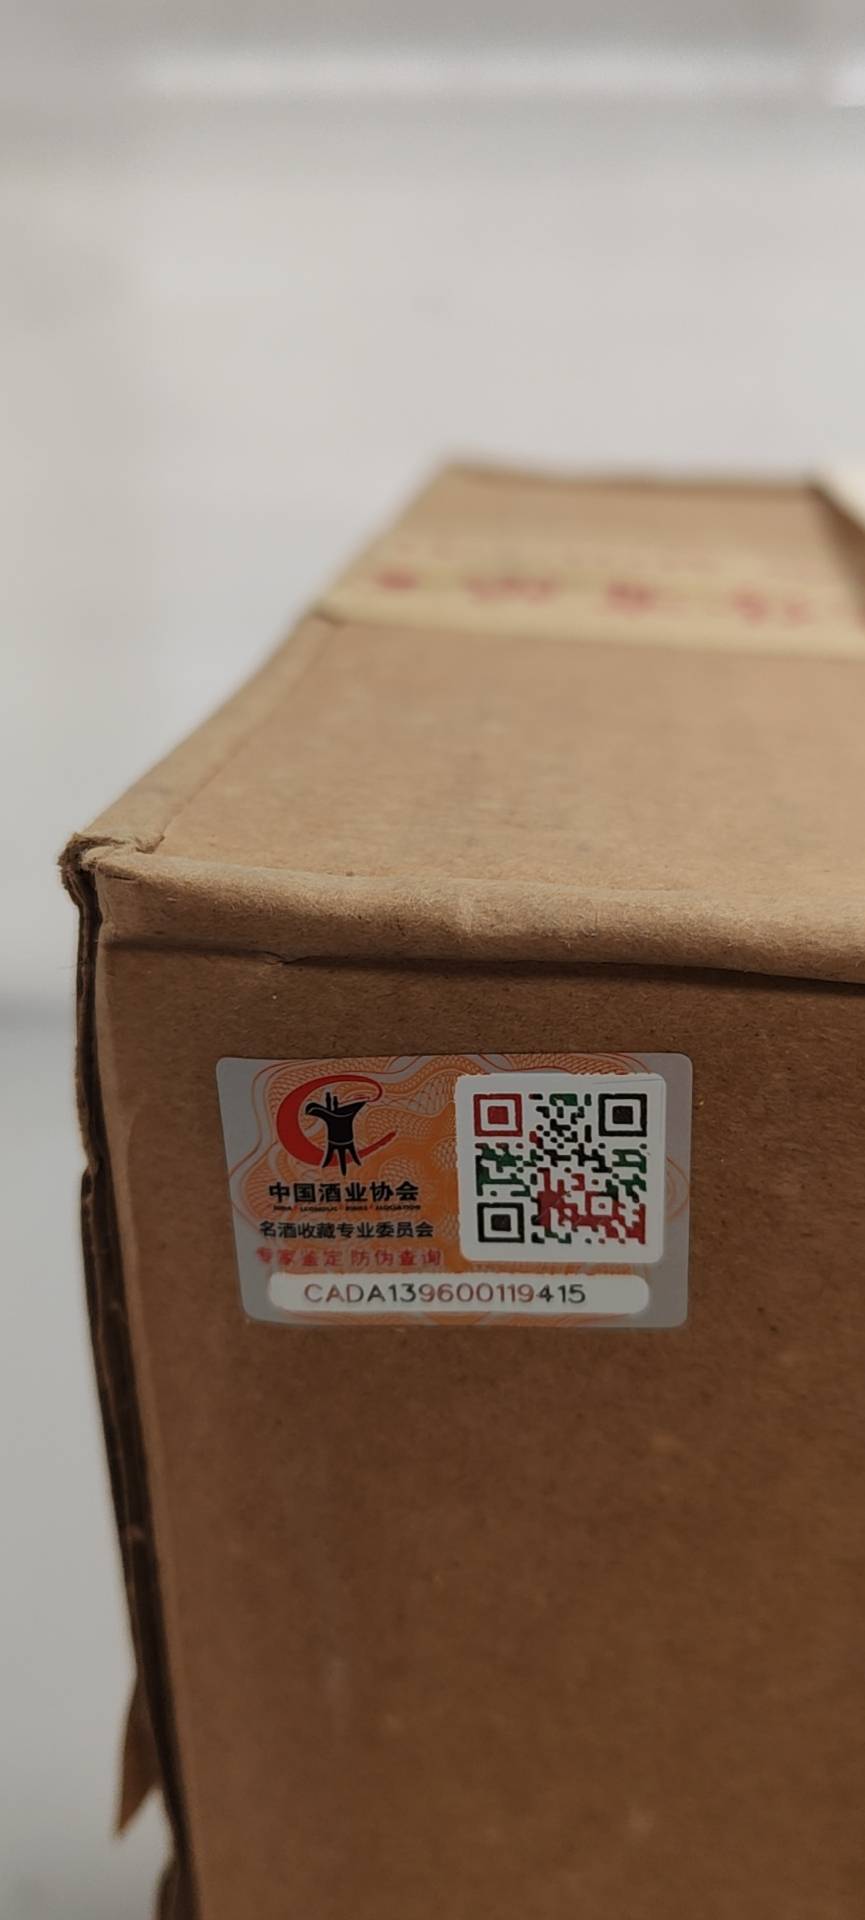 中国酒业协会
名酒收藏专业委员会
专家鉴定 防伪查询
CADA139600119415